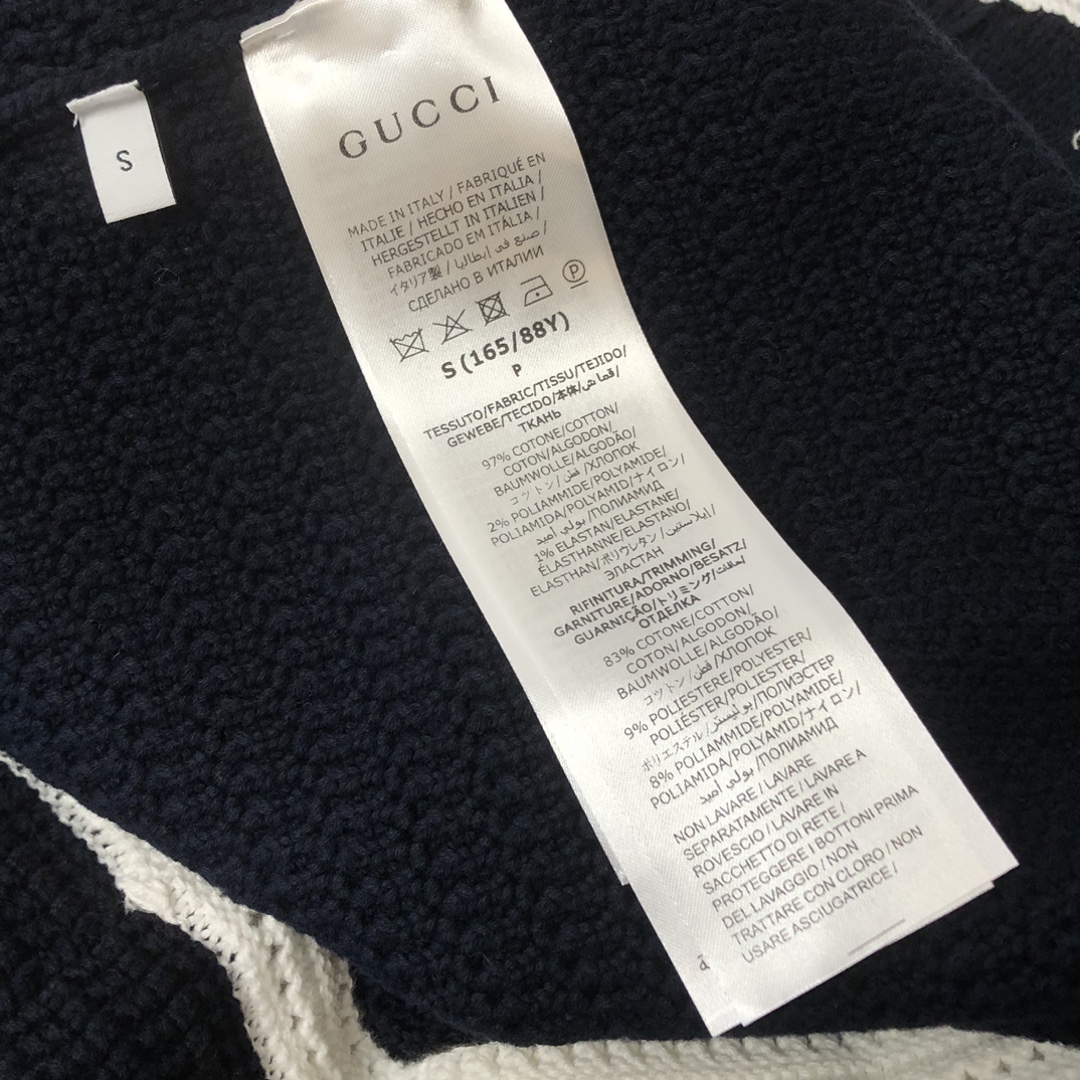 S
GUCCI
MADE IN ITALY / FABRIQUÉ EN
ITALIE / HECHO EN ITALIA /
HERGESTELLT IN ITALIEN /
FABRICADO EM ITÁLIA /
イタリア製 / صنع في إيطاليا /
СДЕЛАНО В ИТАЛИИ
P
S (165/88Y)
P
TESSUTO/FABRIC/TISSU/TEJIDO/
GEWEBE/TECIDO/本体/قماش/
ТКАНЬ
97% COTONE/COTTON/
COTON/ALGODON/
BAUMWOLLE/ALGODÃO/
コットン/قطن/ХЛОПОК
2% POLIAMMIDE/POLYAMIDE/
POLIAMIDA/POLYAMID/ナイロン/
بولي أميد/ПОЛИАМИД
1% ELASTAN/ELASTANE/
ÉLASTHANNE/ELASTANO/
ELASTHAN/ポリウレタン/إيلاستين/
ЭЛАСТАН
RIFINITURA/TRIMMING/
GARNITURE/ADORNO/BESATZ/
GUARNIÇÃO/トリミング/لحافات/
ОТДЕЛКА
83% COTONE/COTTON/
COTON/ALGODON/
BAUMWOLLE/ALGODÃO/
コットン/قطن/ХЛОПОК
9% POLIESTERE/POLYESTER/
POLIÉSTER/POLIESTER/
ポリエステル/بوليستر/ПОЛИЭСТЕР
8% POLIAMMIDE/POLYAMIDE/
POLIAMIDA/POLYAMID/ナイロン/
بولي أميد/ПОЛИАМИД
NON LAVARE / LAVARE
SEPARATAMENTE / LAVARE A
ROVESCIO / LAVARE IN
SACCHETTO DI RETE /
PROTEGGERE I BOTTONI PRIMA
DEL LAVAGGIO / NON
TRATTARE CON CLORO / NON
USARE ASCIUGATRICE /